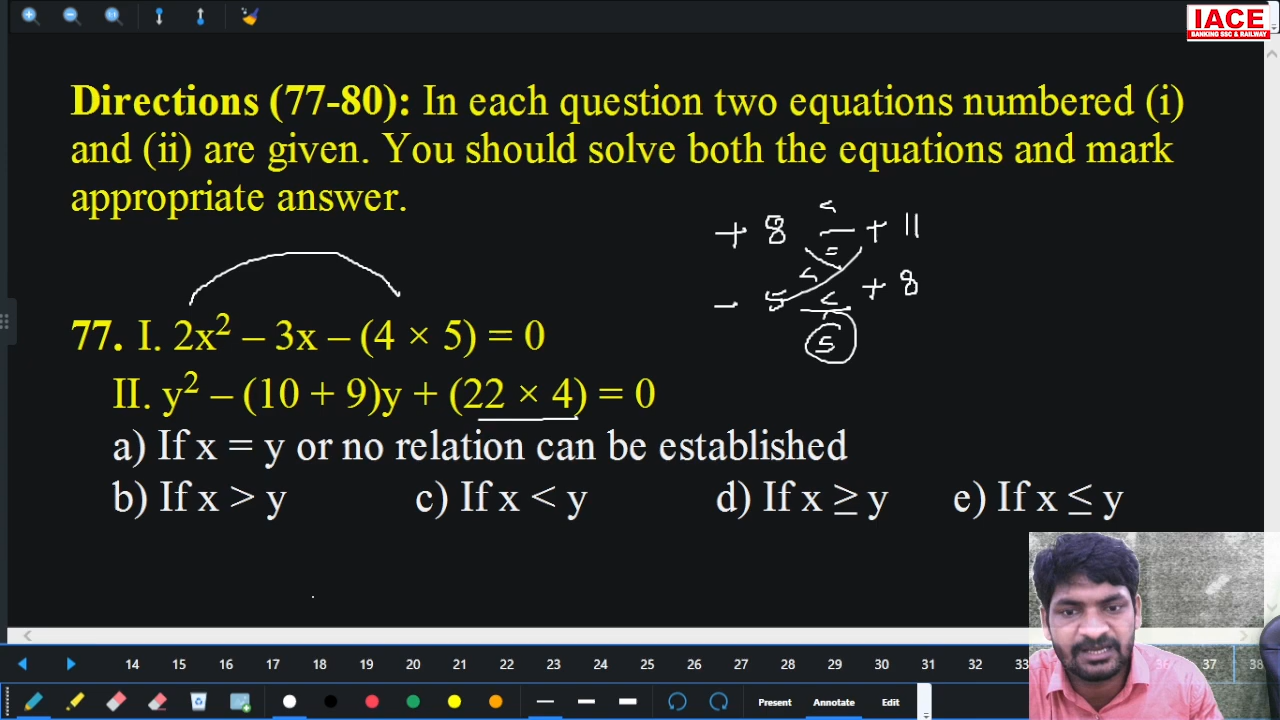 IACE
BANKING SSC & RAILWAY
Directions (77-80): In each question two equations numbered (i)
and (ii) are given. You should solve both the equations and mark
appropriate answer.
+ 8 < + 11
=
<
- 5 < + 8
5
77. I. 2x² – 3x – (4 × 5) = 0
II. y² – (10 + 9)y + (22 × 4) = 0
a) If x = y or no relation can be established
b) If x > y c) If x < y d) If x ≥ y e) If x ≤ y
14 15 16 17 18 19 20 21 22 23 24 25 26 27 28 29 30 31 32 33 36 37 38
Present Annotate Edit